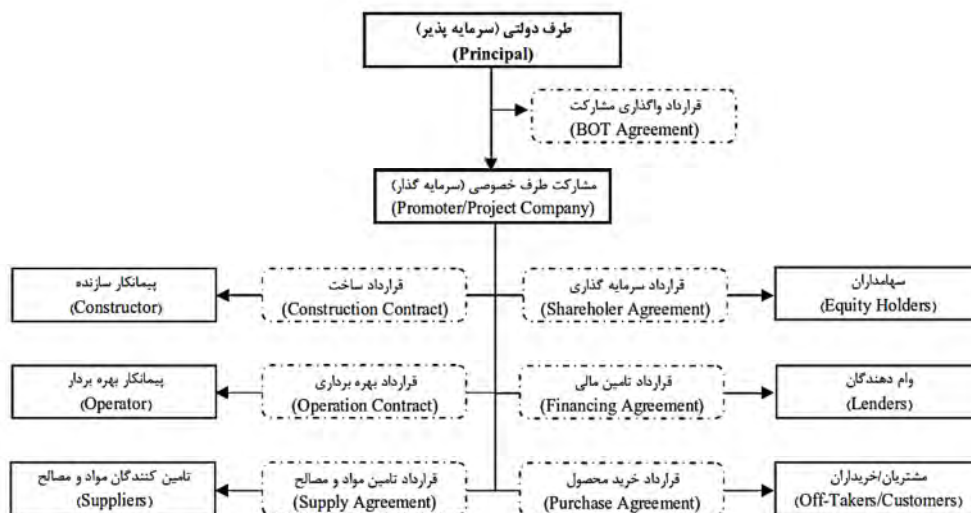 طرف دولتی (سرمایه پذیر)
(Principal)
قرارداد واگذاری مشارکت
(BOT Agreement)
مشارکت طرف خصوصی (سرمایه گذار)
(Promoter/Project Company)
پیمانکار سازنده
(Constructor)
قرارداد ساخت
(Construction Contract)
قرارداد سرمایه گذاری
(Shareholer Agreement)
سهامداران
(Equity Holders)
پیمانکار بهره بردار
(Operator)
قرارداد بهره برداری
(Operation Contract)
قرارداد تامین مالی
(Financing Agreement)
وام دهندگان
(Lenders)
تامین کنندگان مواد و مصالح
(Suppliers)
قرارداد تامین مواد و مصالح
(Supply Agreement)
قرارداد خرید محصول
(Purchase Agreement)
مشتریان/خریداران
(Off-Takers/Customers)